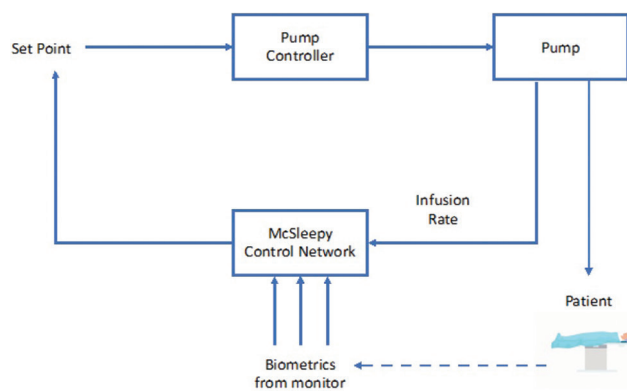 Set Point
Pump
Controller
Pump
Infusion
Rate
McSleepy
Control Network
Patient
Biometrics
from monitor